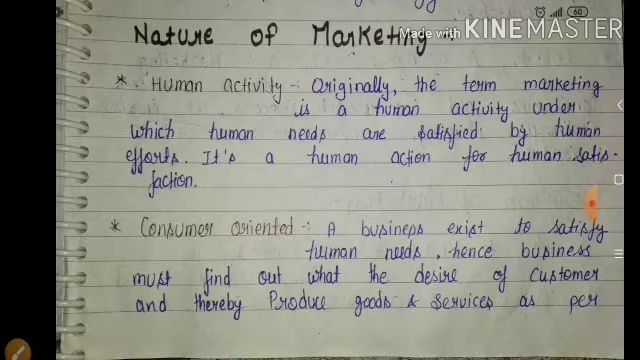 60
Made with KINEMASTER
Nature of Marketing :
* Human activity :- Originally, the term marketing
is a human activity under
which human needs are satisfied by human
efforts. It's a human action for human satis-
faction.
* Consumer oriented :- A business exist to satisfy
human needs, hence business
must find out what the desire of customer
and thereby Produce goods & services as per